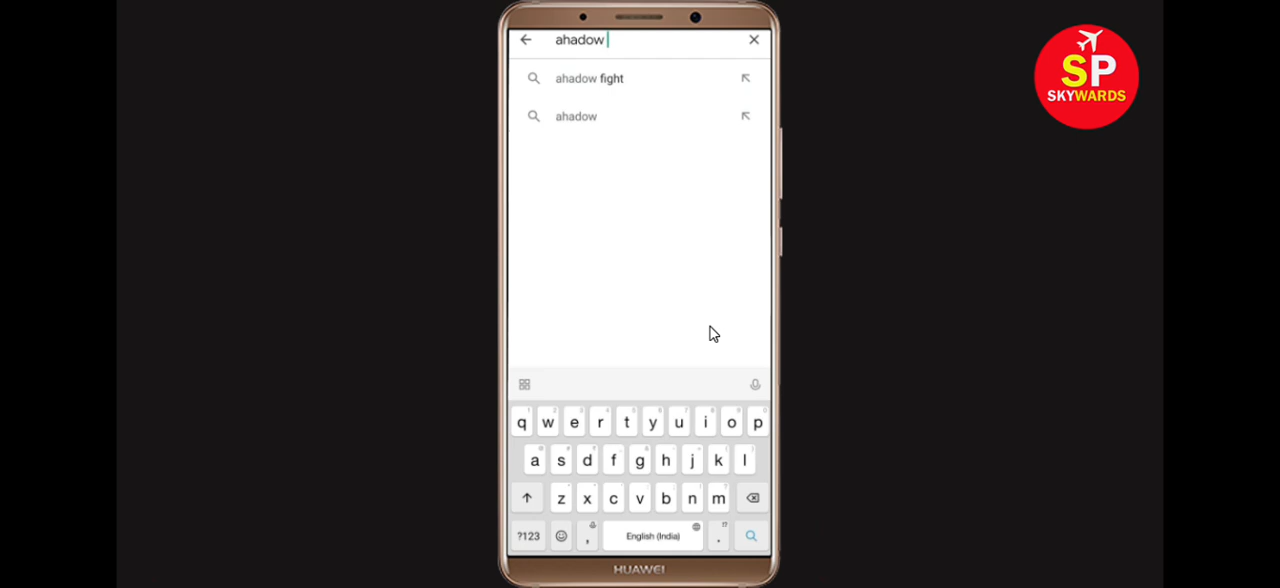 ahadow
SP
SKYWARDS
ahadow fight
ahadow
q w e r t y u i o p
a s d f g h j k l
z x c v b n m
?123 , English (India) .
HUAWEI